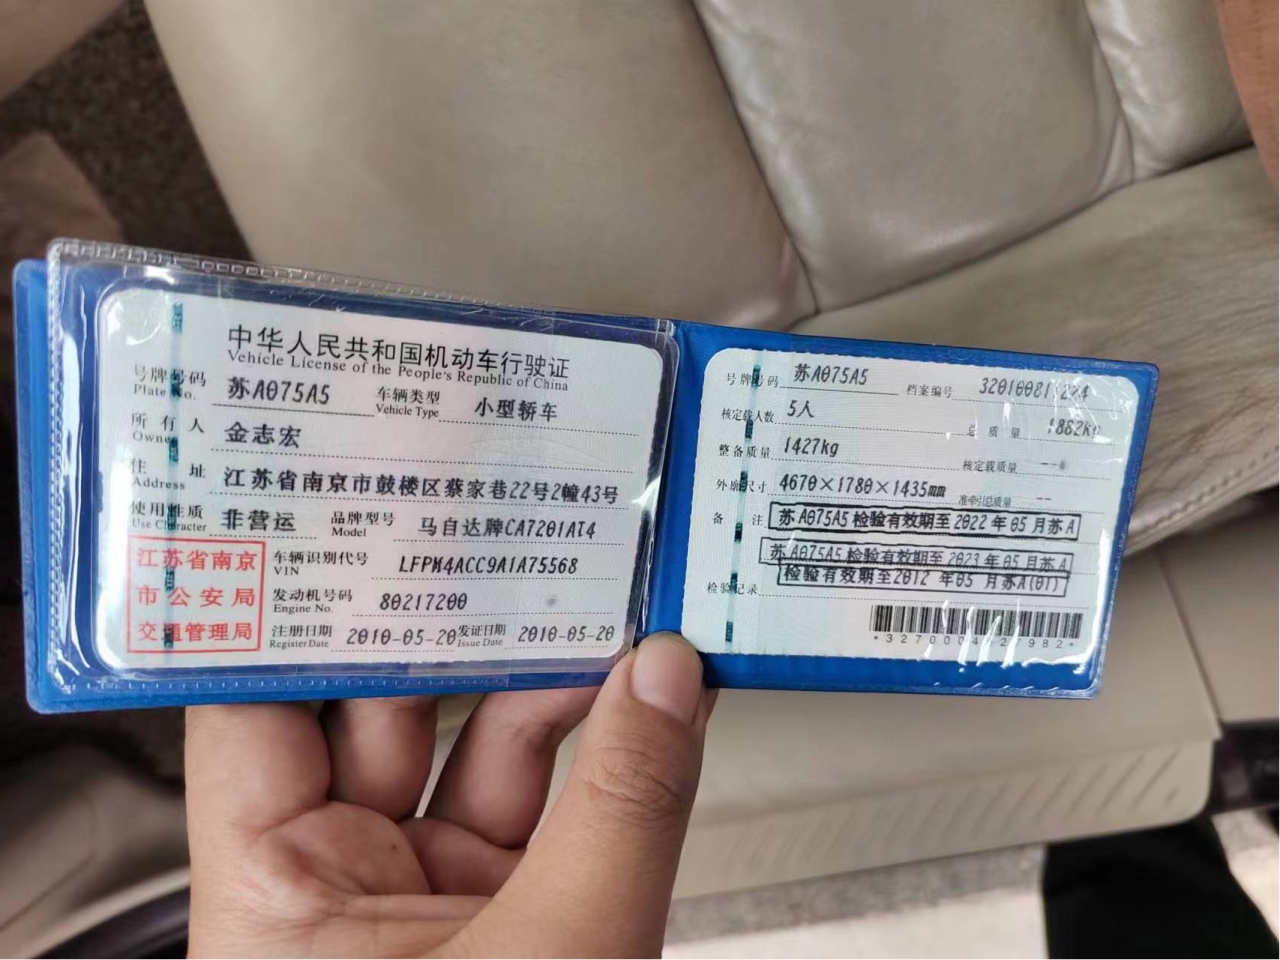 中华人民共和国机动车行驶证
Vehicle License of the People's Republic of China
号牌号码 苏A075A5 车辆类型 小型轿车
Plate No. Vehicle Type
所有人 金志宏
Owner
住址 江苏省南京市鼓楼区蔡家巷22号2幢43号
Address
使用性质 非营运 品牌型号 马自达牌CA7201AT4
Use Character Model
江苏省南京
市公安局
交通管理局
车辆识别代号 LFPM4ACC9A1A75568
VIN
发动机号码 80217200
Engine No.
注册日期 2010-05-20 发证日期 2010-05-20
Register Date Issue Date
号牌号码 苏A075A5 档案编号
核定载人数 5人 总质量 1882kg
整备质量 1427kg 核定载质量 --
外廓尺寸 4670×1780×1435mm 准牵引总质量 --
备注 苏A075A5检验有效期至2022年05月苏A
苏A075A5检验有效期至2023年05月苏A
检验记录 检验有效期至2012年05月苏A(01)